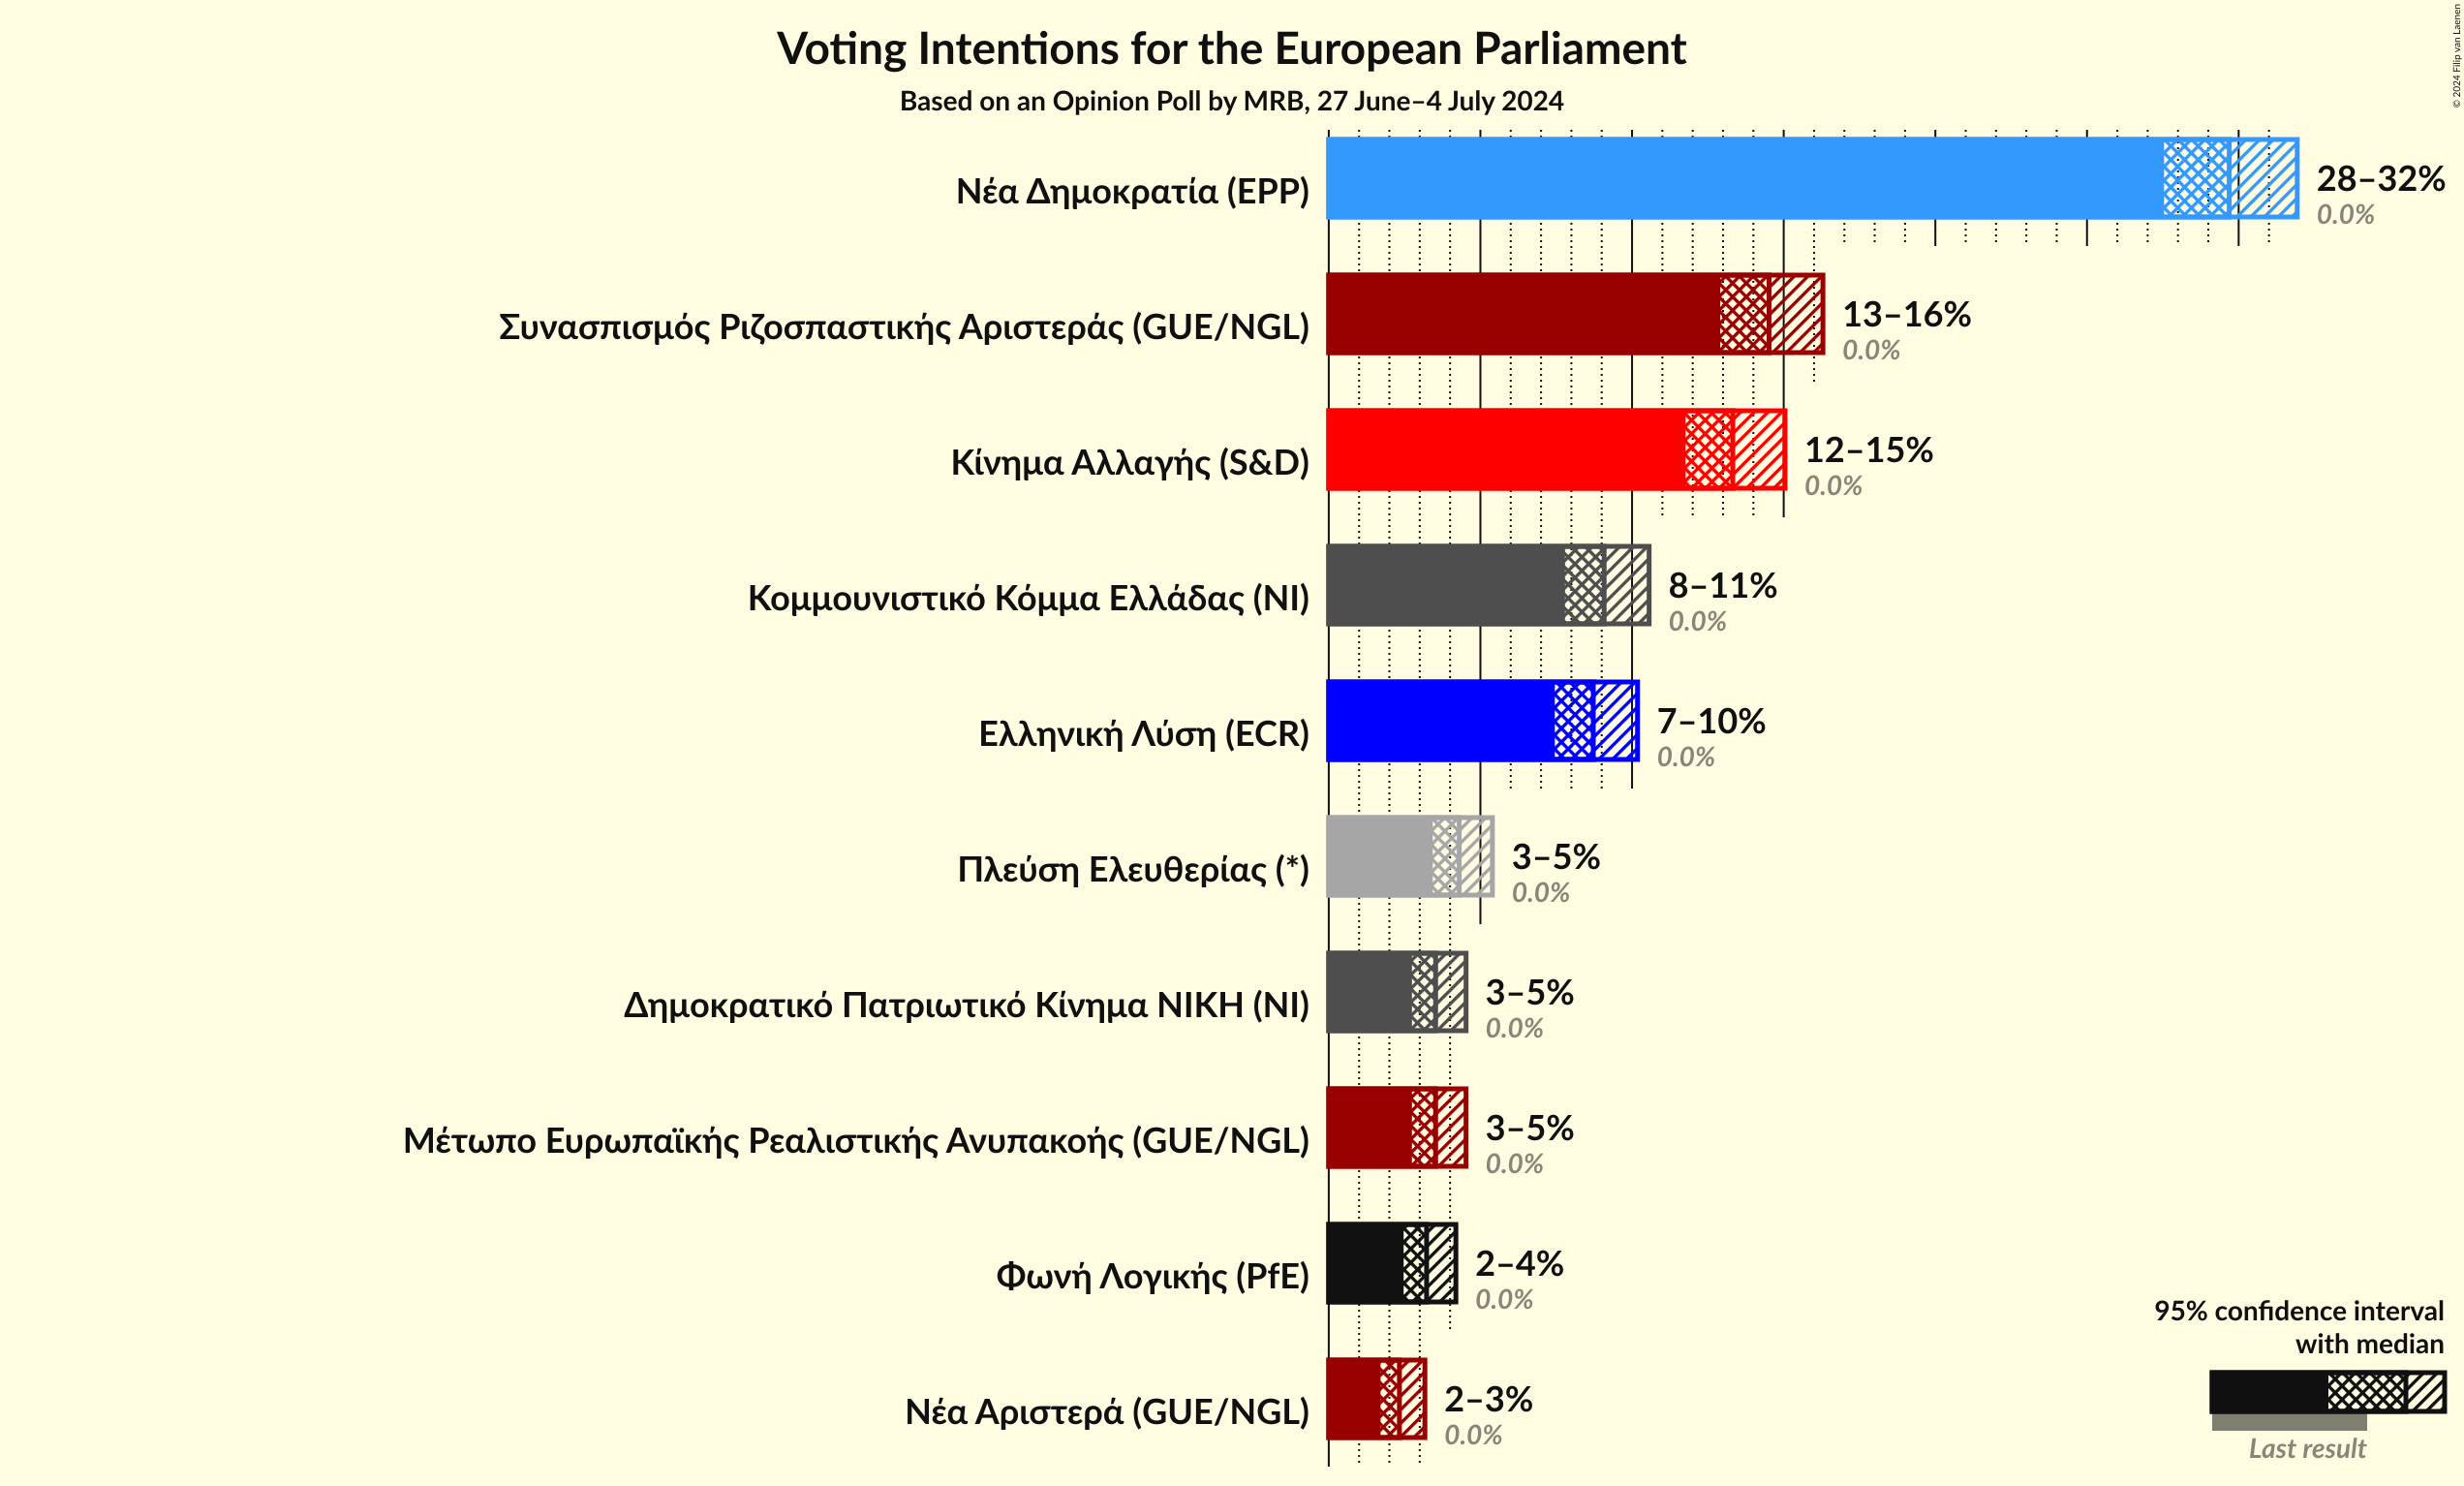 Voting Intentions for the European Parliament
Based on an Opinion Poll by MRB, 27 June–4 July 2024
© 2024 Filip van Laenen
Νέα Δημοκρατία (EPP)
28–32%
0.0%
Συνασπισμός Ριζοσπαστικής Αριστεράς (GUE/NGL)
13–16%
0.0%
Κίνημα Αλλαγής (S&D)
12–15%
0.0%
Κομμουνιστικό Κόμμα Ελλάδας (NI)
8–11%
0.0%
Ελληνική Λύση (ECR)
7–10%
0.0%
Πλεύση Ελευθερίας (*)
3–5%
0.0%
Δημοκρατικό Πατριωτικό Κίνημα ΝΙΚΗ (NI)
3–5%
0.0%
Μέτωπο Ευρωπαϊκής Ρεαλιστικής Ανυπακοής (GUE/NGL)
3–5%
0.0%
Φωνή Λογικής (PfE)
2–4%
0.0%
Νέα Αριστερά (GUE/NGL)
2–3%
0.0%
95% confidence interval
with median
Last result